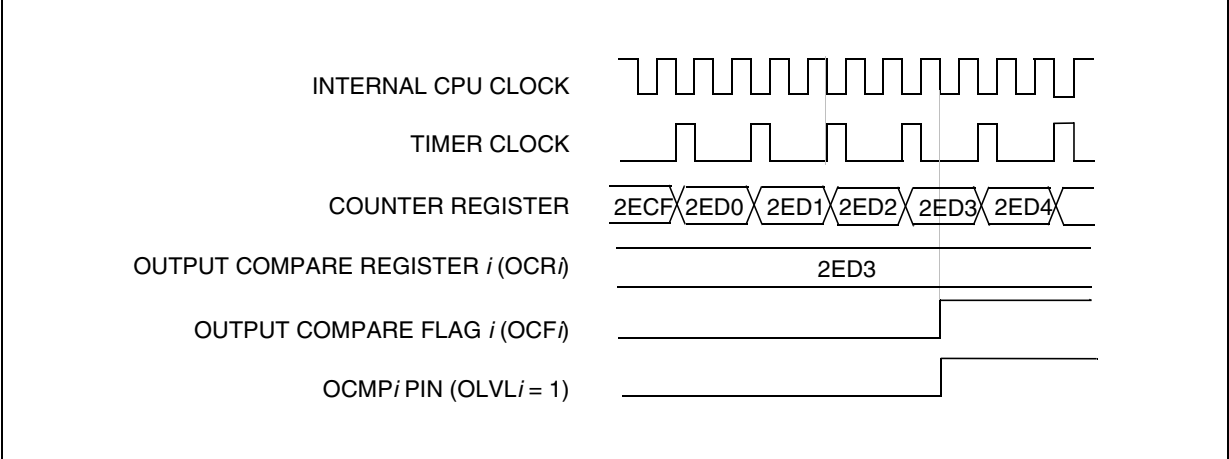 INTERNAL CPU CLOCK
TIMER CLOCK
COUNTER REGISTER 2ECF 2ED0 2ED1 2ED2 2ED3 2ED4
OUTPUT COMPARE REGISTER i (OCRi) 2ED3
OUTPUT COMPARE FLAG i (OCFi)
OCMPi PIN (OLVLi = 1)